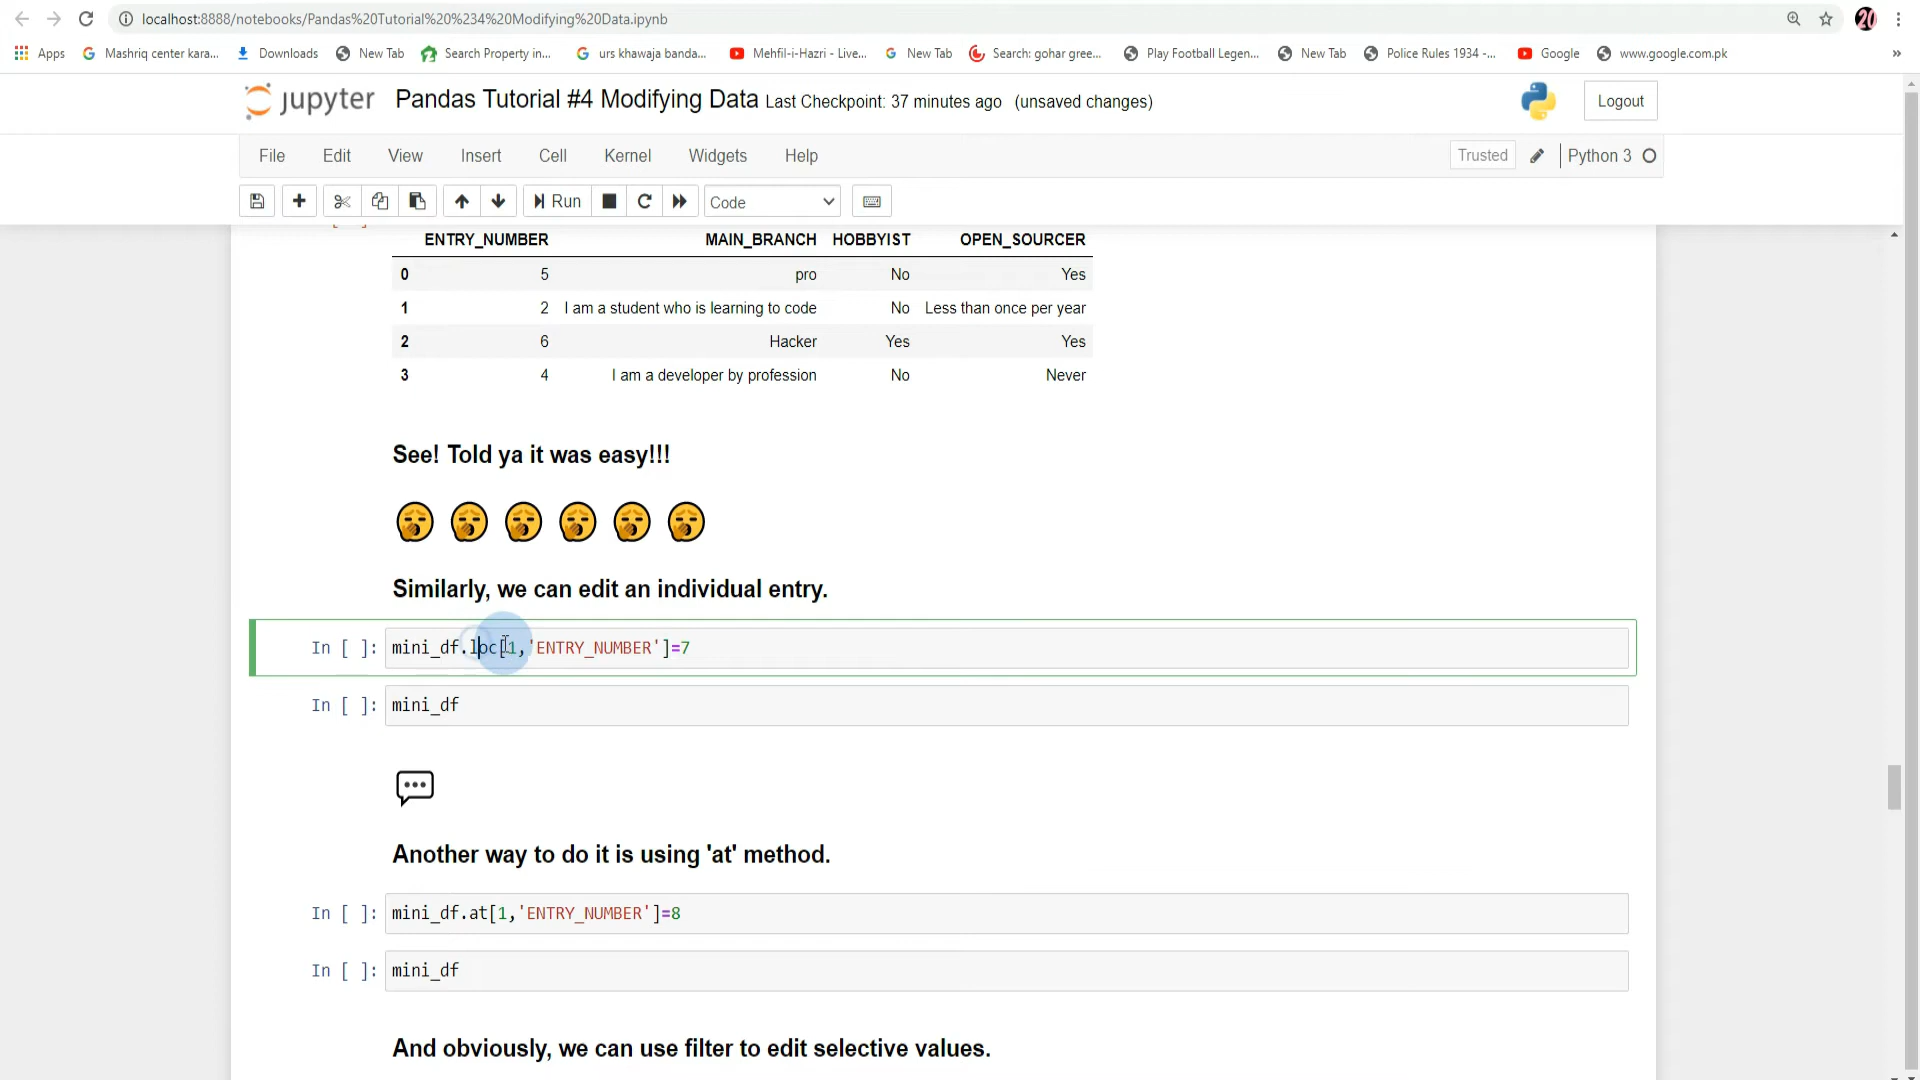 localhost:8888/notebooks/Pandas%20Tutorial%20%234%20Modifying%20Data.ipynb
20
Apps Mashriq center kara... Downloads New Tab Search Property in... urs khawaja banda... Mehfil-i-Hazri - Live... New Tab Search: gohar gree... Play Football Legen... New Tab Police Rules 1934 -... Google www.google.com.pk »
jupyter Pandas Tutorial #4 Modifying Data Last Checkpoint: 37 minutes ago (unsaved changes) Logout
File Edit View Insert Cell Kernel Widgets Help Trusted Python 3
Run Code
ENTRY_NUMBER MAIN_BRANCH HOBBYIST OPEN_SOURCER
0 5 pro No Yes
1 2 I am a student who is learning to code No Less than once per year
2 6 Hacker Yes Yes
3 4 I am a developer by profession No Never
See! Told ya it was easy!!!
Similarly, we can edit an individual entry.
In [ ]: mini_df.loc[1,'ENTRY_NUMBER']=7
In [ ]: mini_df
Another way to do it is using 'at' method.
In [ ]: mini_df.at[1,'ENTRY_NUMBER']=8
In [ ]: mini_df
And obviously, we can use filter to edit selective values.